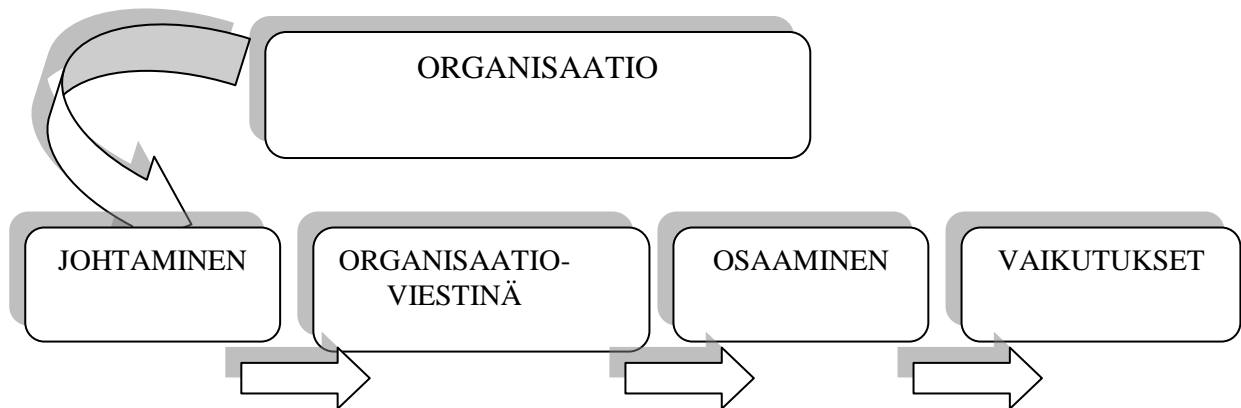 ORGANISAATIO
JOHTAMINEN
ORGANISAATIO-
VIESTINÄ
OSAAMINEN
VAIKUTUKSET